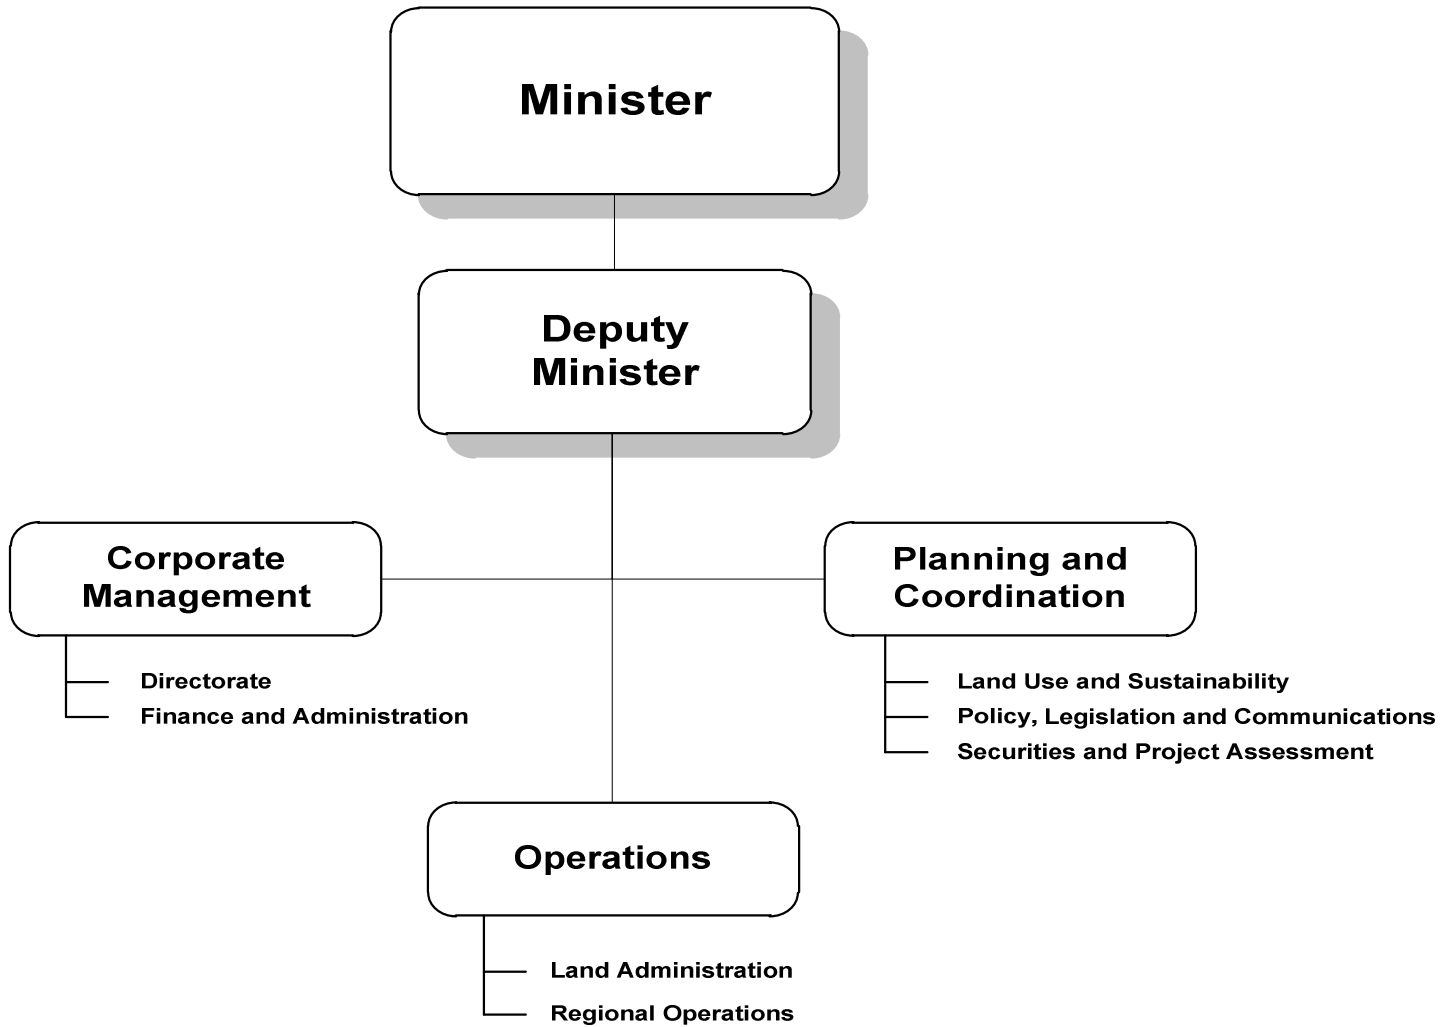 Minister
Deputy
Minister
Corporate
Management
Directorate
Finance and Administration
Planning and
Coordination
Land Use and Sustainability
Policy, Legislation and Communications
Securities and Project Assessment
Operations
Land Administration
Regional Operations